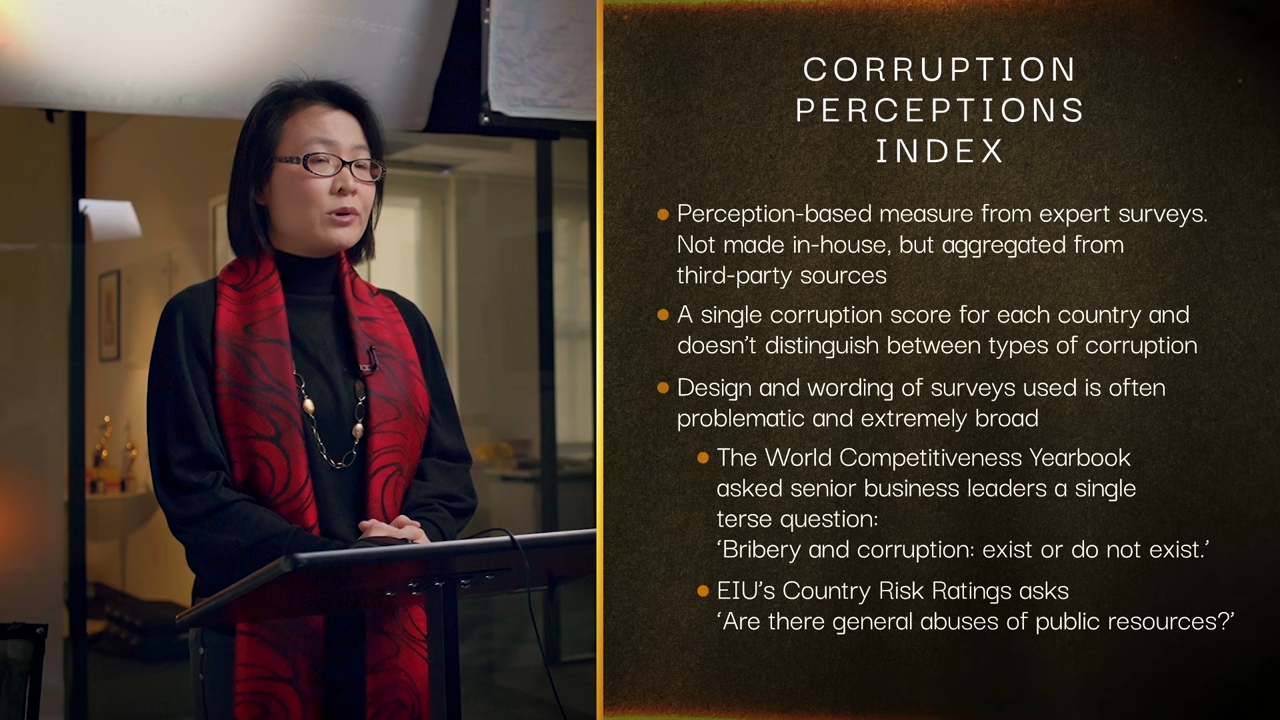 CORRUPTION
PERCEPTIONS
INDEX
• Perception-based measure from expert surveys.
Not made in-house, but aggregated from
third-party sources
• A single corruption score for each country and
doesn’t distinguish between types of corruption
• Design and wording of surveys used is often
problematic and extremely broad
• The World Competitiveness Yearbook
asked senior business leaders a single
terse question:
‘Bribery and corruption: exist or do not exist.’
• EIU’s Country Risk Ratings asks
‘Are there general abuses of public resources?’